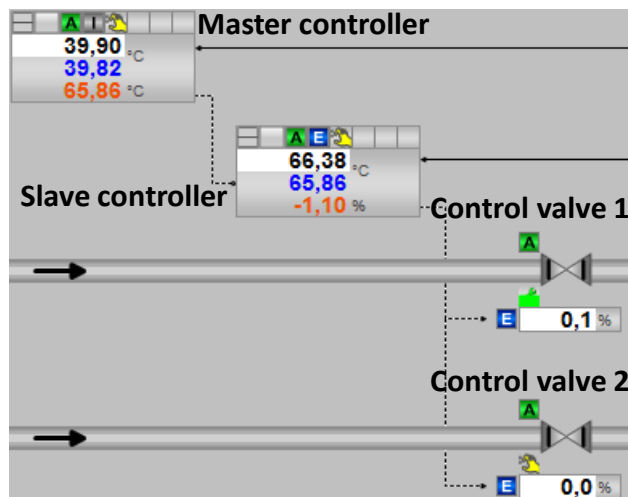 A I Master controller
39,90 °C
39,82
65,86 °C
A E
66,38 °C
65,86
Slave controller
-1,10 %
Control valve 1
A
E 0,1 %
Control valve 2
A
E 0,0 %